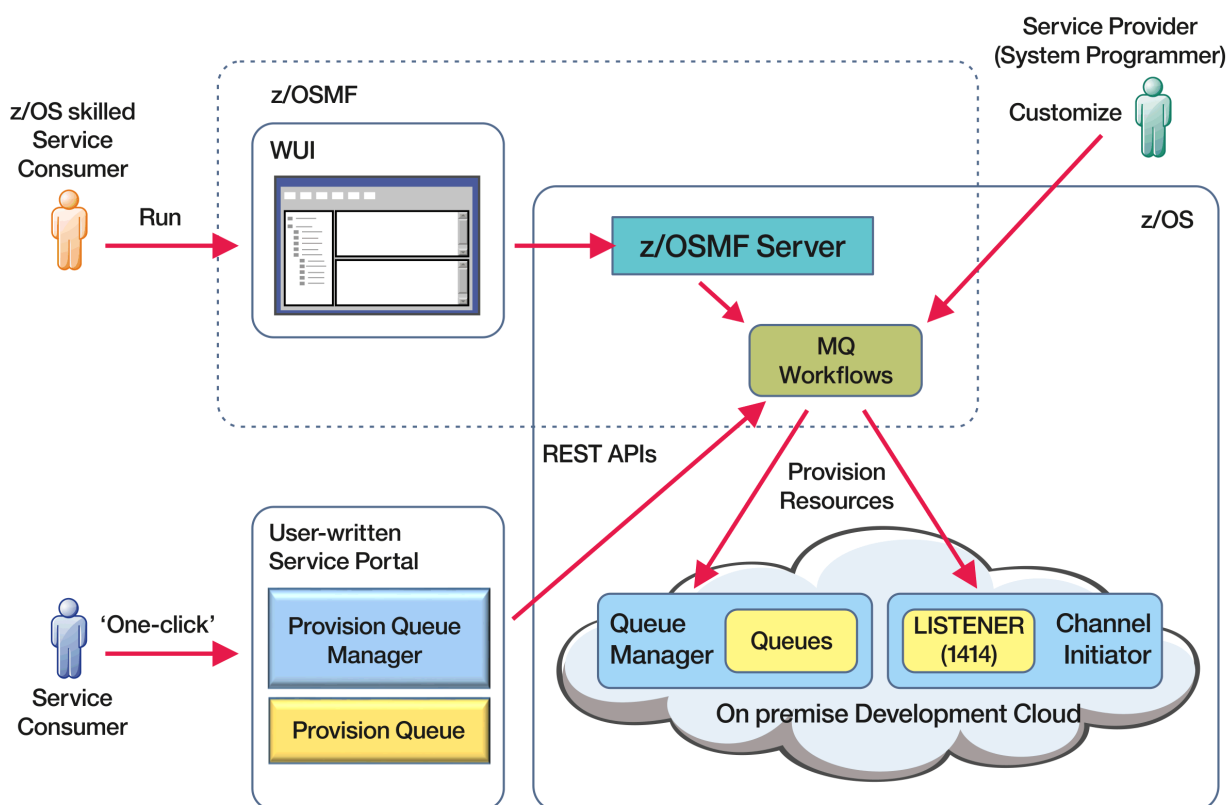 Service Provider
(System Programmer)
Customize
z/OSMF
z/OS skilled
Service
Consumer
Run
WUI
z/OS
z/OSMF Server
MQ
Workflows
REST APIs
Provision
Resources
User-written
Service Portal
'One-click'
Provision Queue
Manager
Service
Consumer
Provision Queue
Queue
Manager
Queues
LISTENER
(1414)
Channel
Initiator
On premise Development Cloud